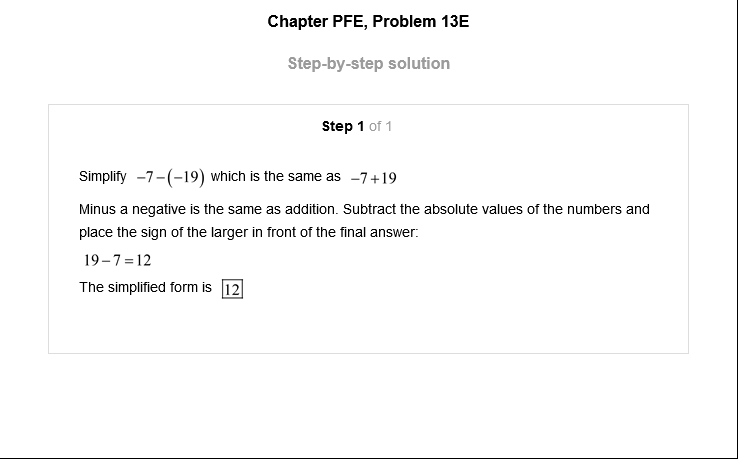 Chapter PFE, Problem 13E
Step-by-step solution
Step 1 of 1
Simplify −7−(−19) which is the same as −7+19
Minus a negative is the same as addition. Subtract the absolute values of the numbers and
place the sign of the larger in front of the final answer:
19−7=12
The simplified form is 12